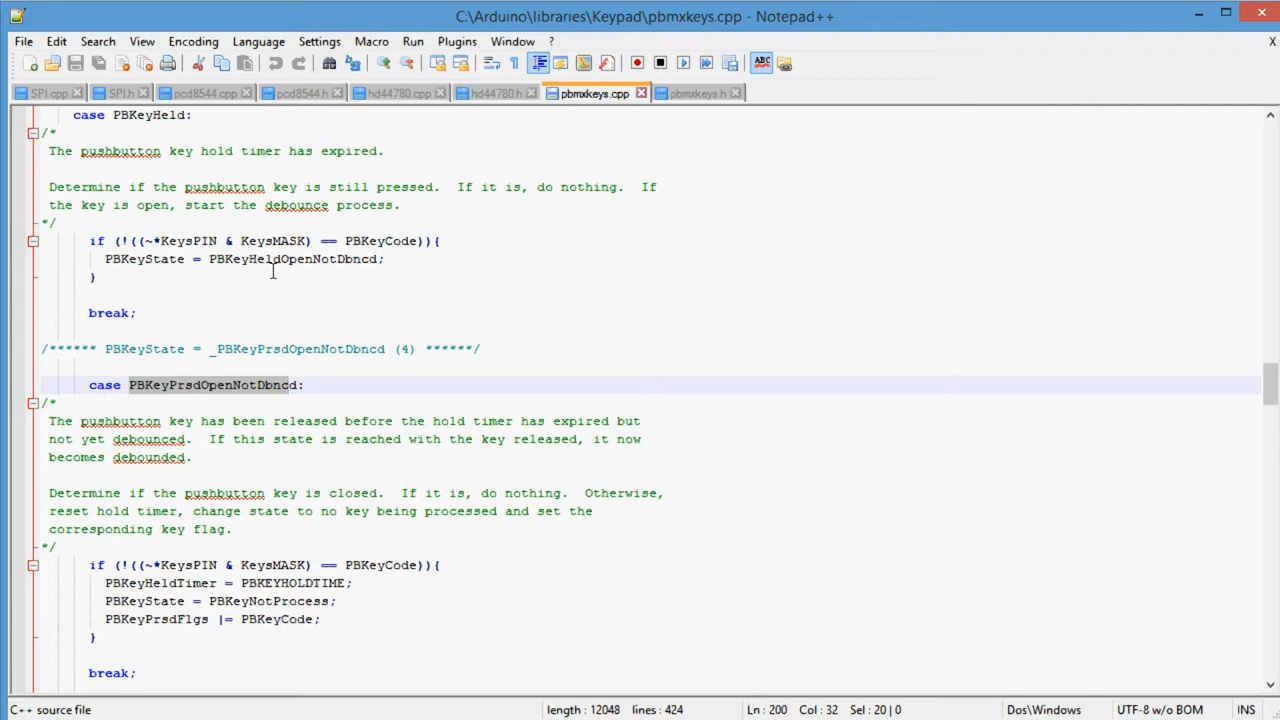 C:\Arduino\libraries\Keypad\pbmxkeys.cpp - Notepad++
File Edit Search View Encoding Language Settings Macro Run Plugins Window ? X
SPI.cpp SPI.h pcd8544.cpp pcd8544.h hd44780.cpp hd44780.h pbmxkeys.cpp pbmxkeys.h
case PBKeyHeld:
/*
The pushbutton key hold timer has expired.
Determine if the pushbutton key is still pressed.  If it is, do nothing.  If
the key is open, start the debounce process.
*/
if (!((~*KeysPIN & KeysMASK) == PBKeyCode)){
PBKeyState = PBKeyHeldOpenNotDbncd;
}
break;
/****** PBKeyState = _PBKeyPrsdOpenNotDbncd (4) ******/
case PBKeyPrsdOpenNotDbncd:
/*
The pushbutton key has been released before the hold timer has expired but
not yet debounced.  If this state is reached with the key released, it now
becomes debounded.
Determine if the pushbutton key is closed.  If it is, do nothing.  Otherwise,
reset hold timer, change state to no key being processed and set the
corresponding key flag.
*/
if (!((~*KeysPIN & KeysMASK) == PBKeyCode)){
PBKeyHeldTimer = PBKEYHOLDTIME;
PBKeyState = PBKeyNotProcess;
PBKeyPrsdFlgs |= PBKeyCode;
}
break;
C++ source file length : 12048 lines : 424 Ln : 200 Col : 32 Sel : 20 | 0 Dos\Windows UTF-8 w/o BOM INS